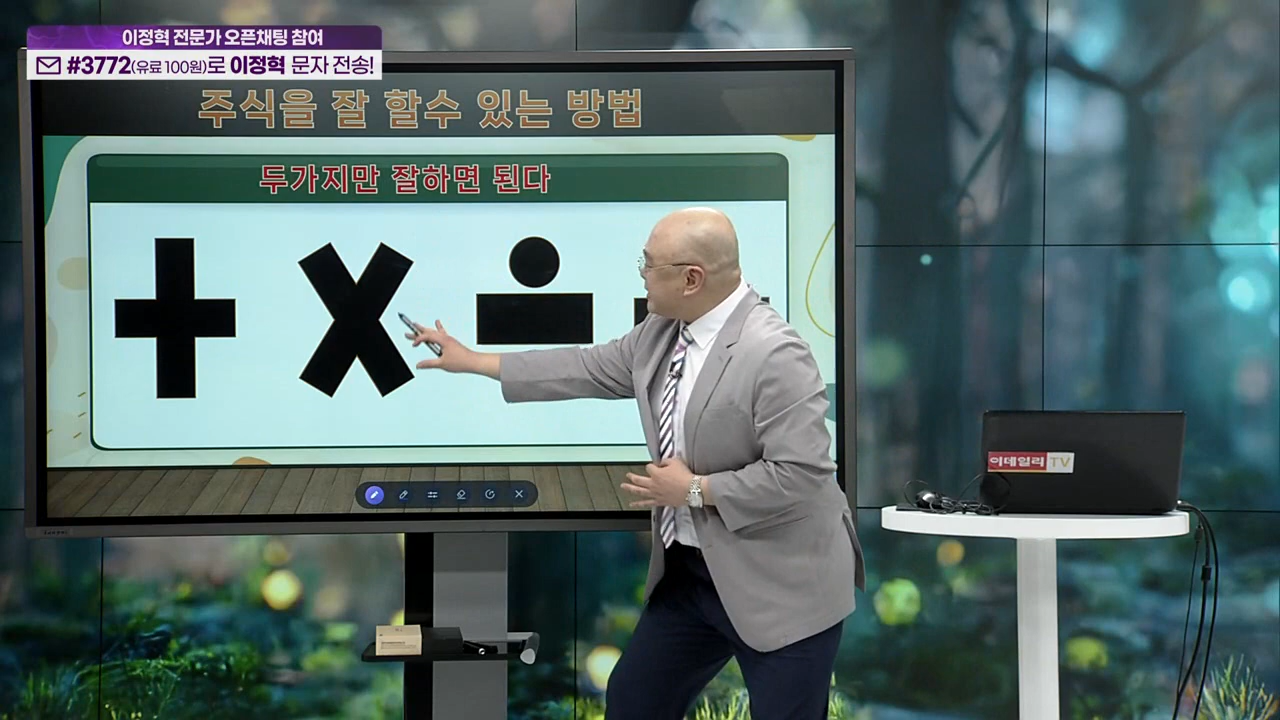 이정혁 전문가 오픈채팅 참여
#3772(유료 100원)로 이정혁 문자 전송!
주식을 잘 할수 있는 방법
두가지만 잘하면 된다
이데일리TV